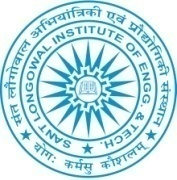 संत लौंगोवाल अभियांत्रिकी एवं प्रौद्योगिकी संस्थान
SANT LONGOWAL INSTITUTE OF ENGG & TECH.
योगः कर्मसु कौशलम्